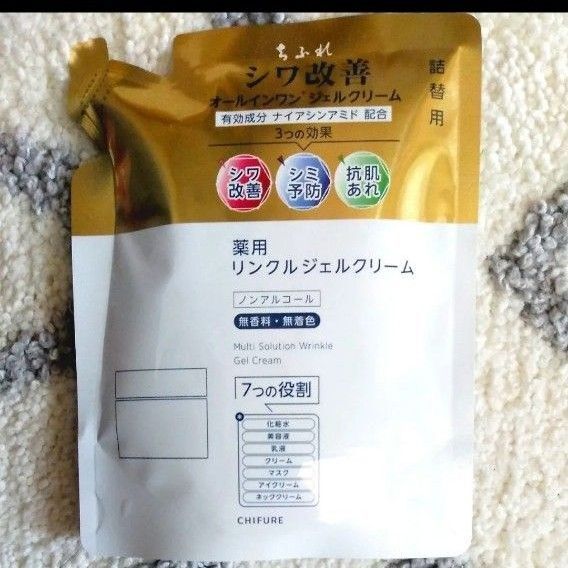 ちふれ
シワ改善
オールインワン*ジェルクリーム
有効成分 ナイアシンアミド 配合
3つの効果
シワ
改善
シミ
予防
抗肌
あれ
詰替用
薬用
リンクルジェルクリーム
ノンアルコール
無香料・無着色
Multi Solution Wrinkle
Gel Cream
7つの役割
*
化粧水
美容液
乳液
クリーム
マスク
アイクリーム
ネッククリーム
CHIFURE